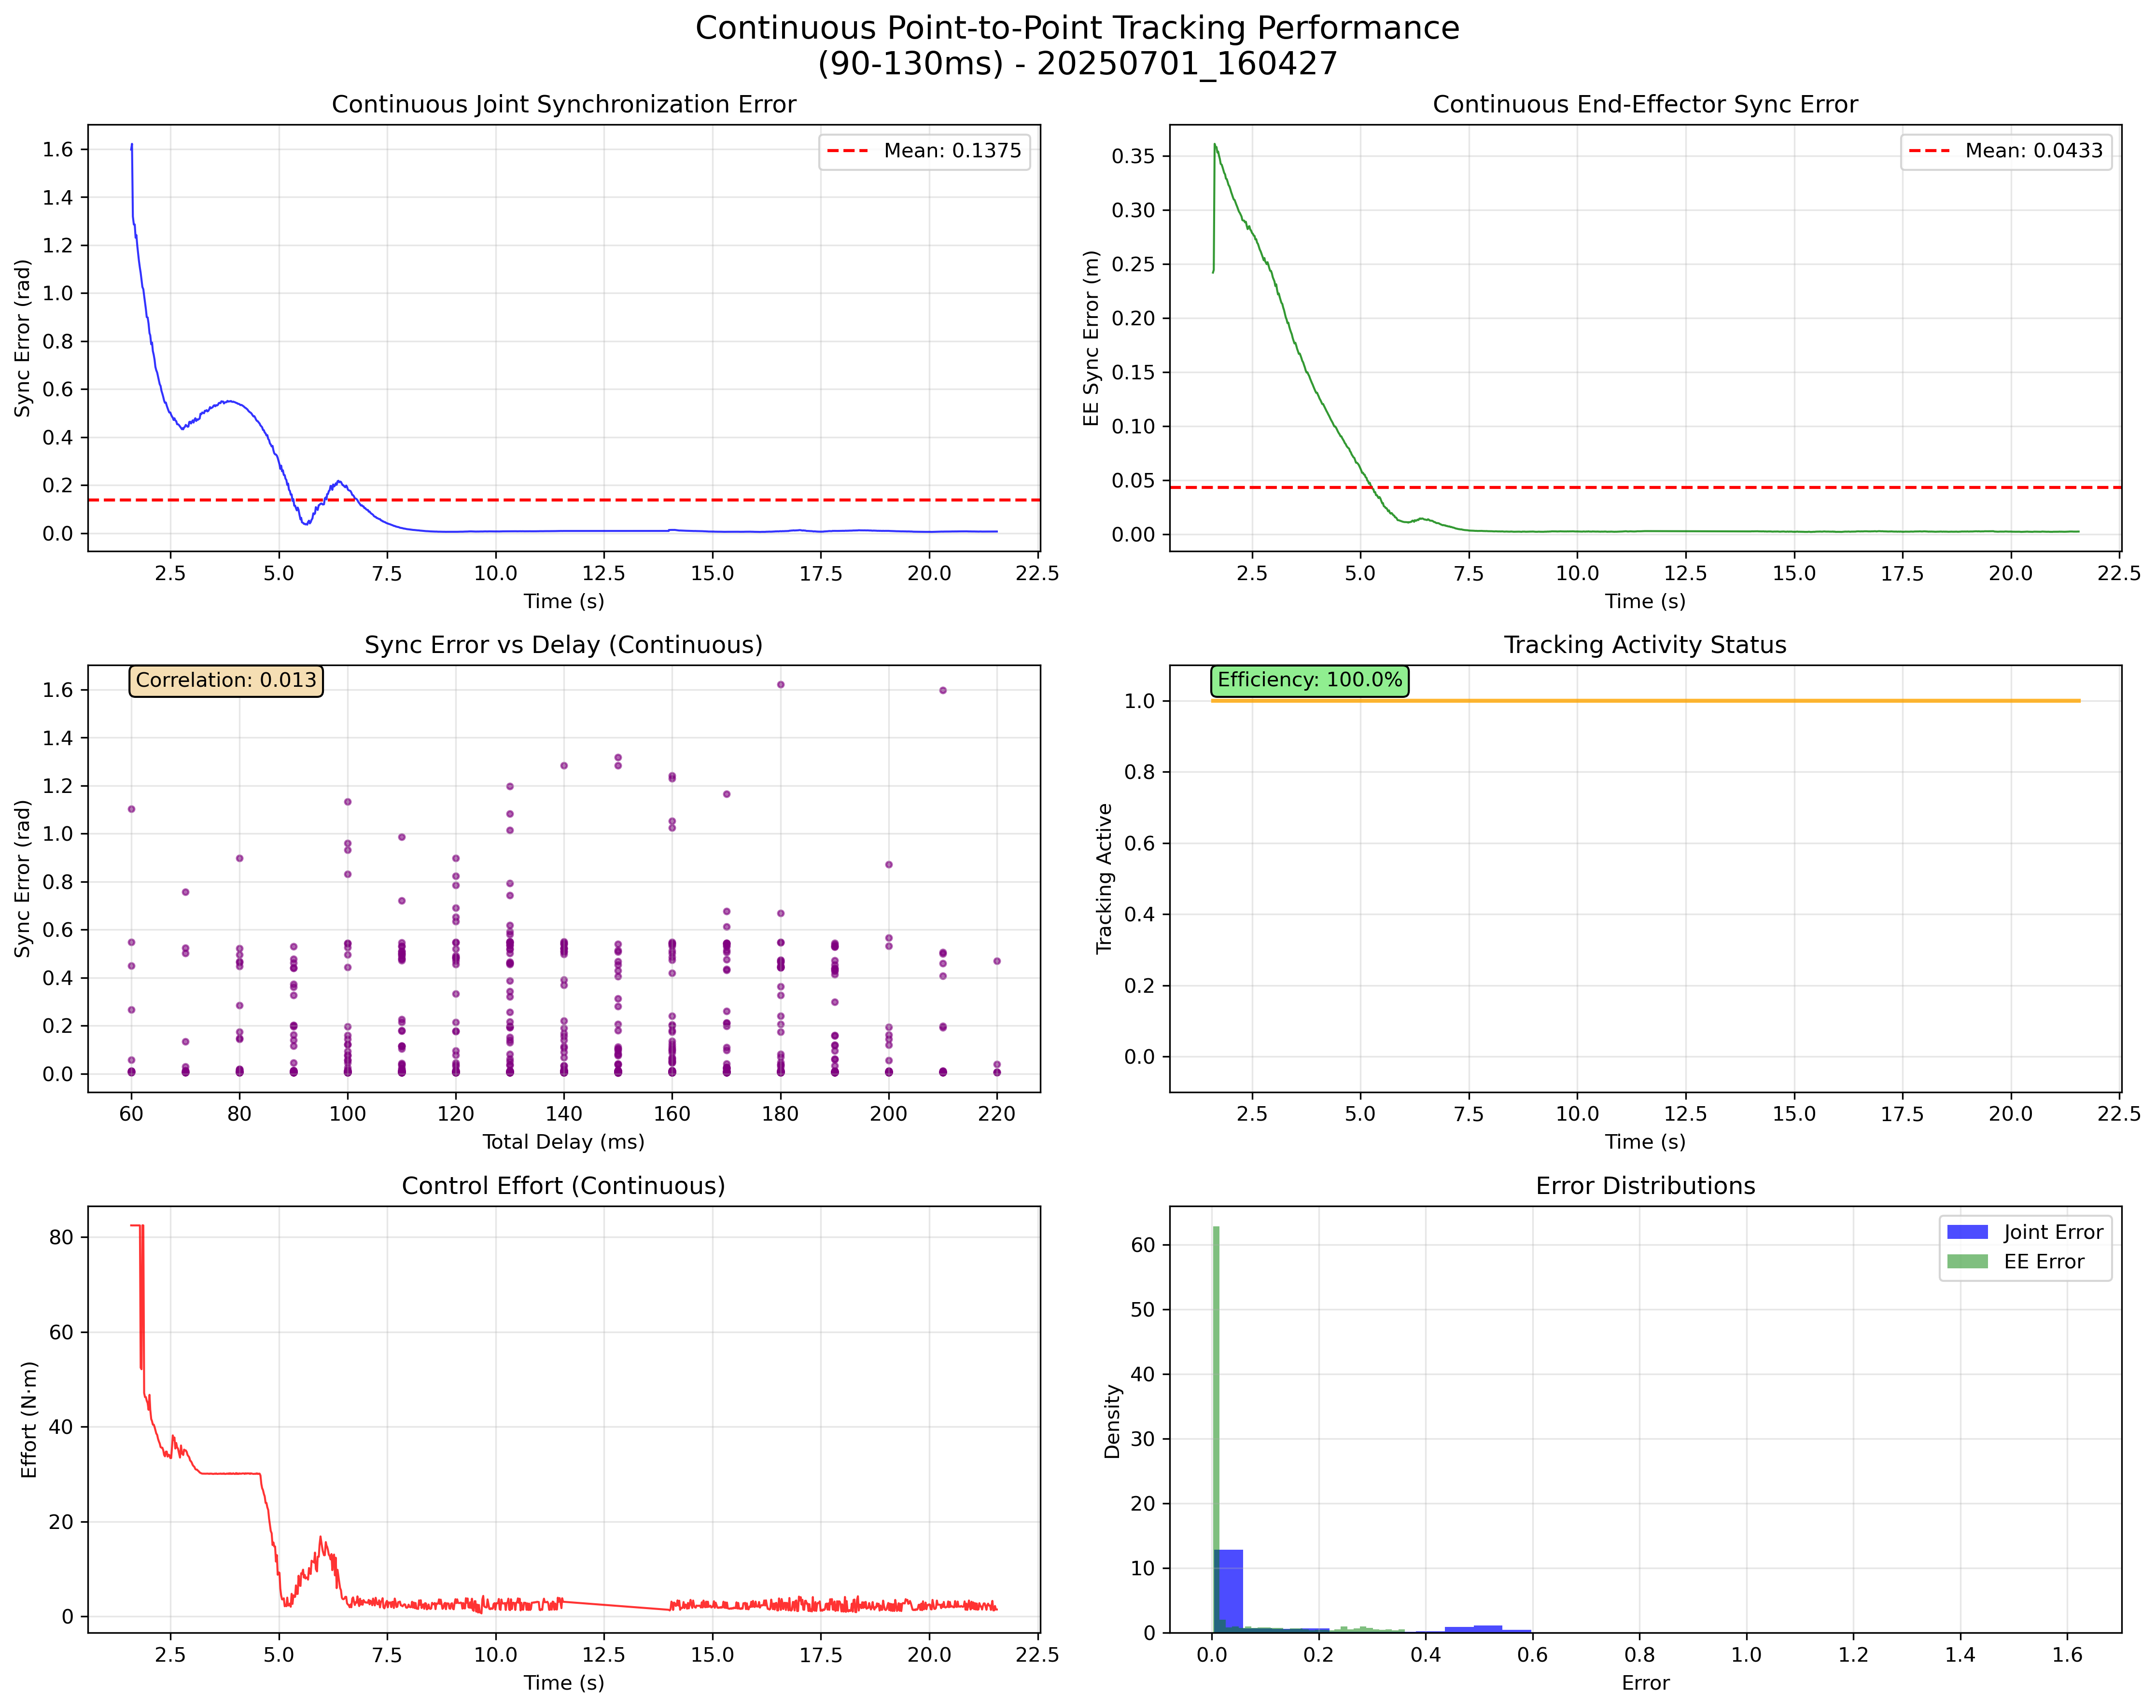 Continuous Point-to-Point Tracking Performance
(90-130ms) - 20250701_160427
Continuous Joint Synchronization Error
Sync Error (rad)
1.6
1.4
1.2
1.0
0.8
0.6
0.4
0.2
0.0
Mean: 0.1375
2.5 5.0 7.5 10.0 12.5 15.0 17.5 20.0 22.5
Time (s)
Continuous End-Effector Sync Error
EE Sync Error (m)
0.35
0.30
0.25
0.20
0.15
0.10
0.05
0.00
Mean: 0.0433
2.5 5.0 7.5 10.0 12.5 15.0 17.5 20.0 22.5
Time (s)
Sync Error vs Delay (Continuous)
Correlation: 0.013
Sync Error (rad)
1.6
1.4
1.2
1.0
0.8
0.6
0.4
0.2
0.0
60 80 100 120 140 160 180 200 220
Total Delay (ms)
Tracking Activity Status
Efficiency: 100.0%
Tracking Active
1.0
0.8
0.6
0.4
0.2
0.0
2.5 5.0 7.5 10.0 12.5 15.0 17.5 20.0 22.5
Time (s)
Control Effort (Continuous)
Effort (N·m)
80
60
40
20
0
2.5 5.0 7.5 10.0 12.5 15.0 17.5 20.0 22.5
Time (s)
Error Distributions
Density
60
50
40
30
20
10
0
Joint Error
EE Error
0.0 0.2 0.4 0.6 0.8 1.0 1.2 1.4 1.6
Error